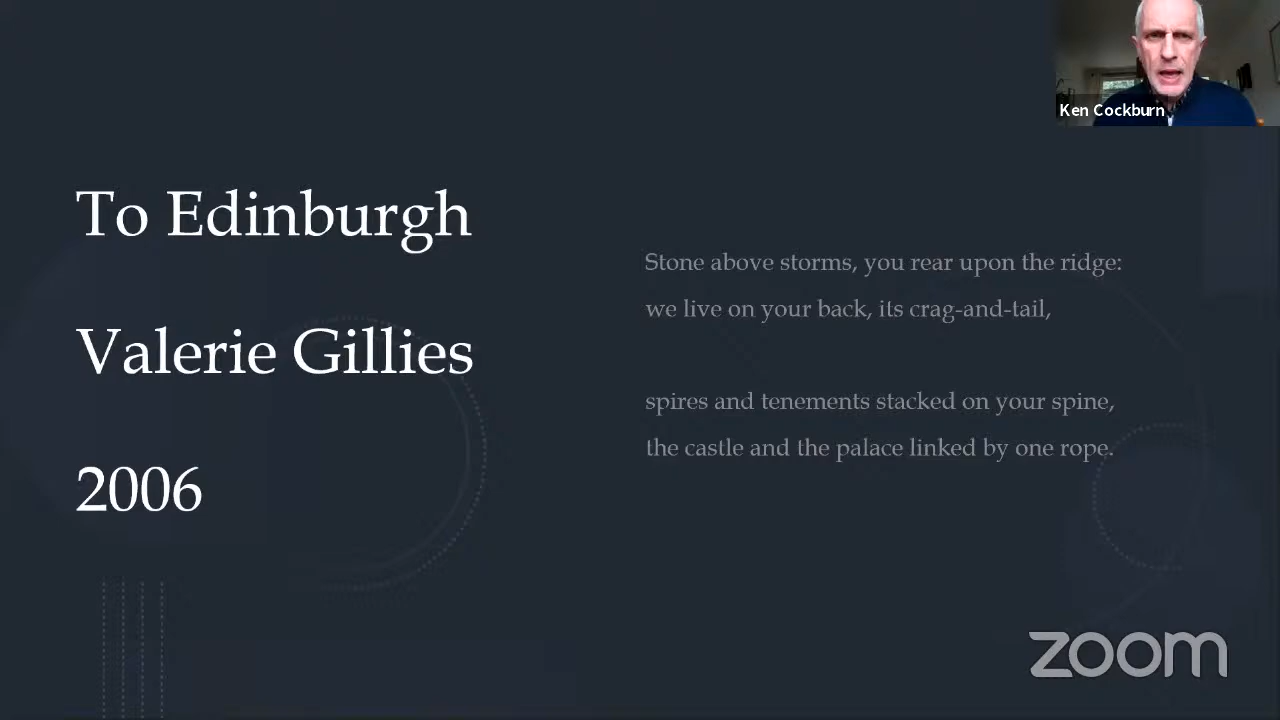 Ken Cockburn
To Edinburgh
Valerie Gillies
2006
Stone above storms, you rear upon the ridge:
we live on your back, its crag-and-tail,
spires and tenements stacked on your spine,
the castle and the palace linked by one rope.
zoom